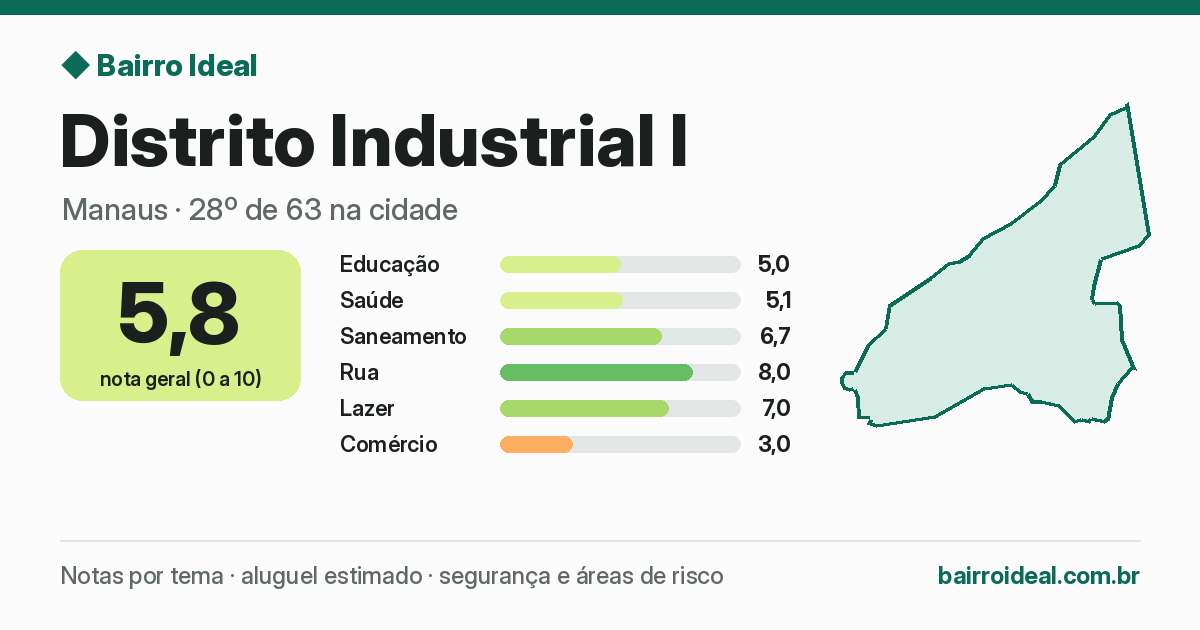 Bairro Ideal
Distrito Industrial I
Manaus · 28º de 63 na cidade
5,8
nota geral (0 a 10)
Educação 5,0
Saúde 5,1
Saneamento 6,7
Rua 8,0
Lazer 7,0
Comércio 3,0
Notas por tema · aluguel estimado · segurança e áreas de risco
bairroideal.com.br